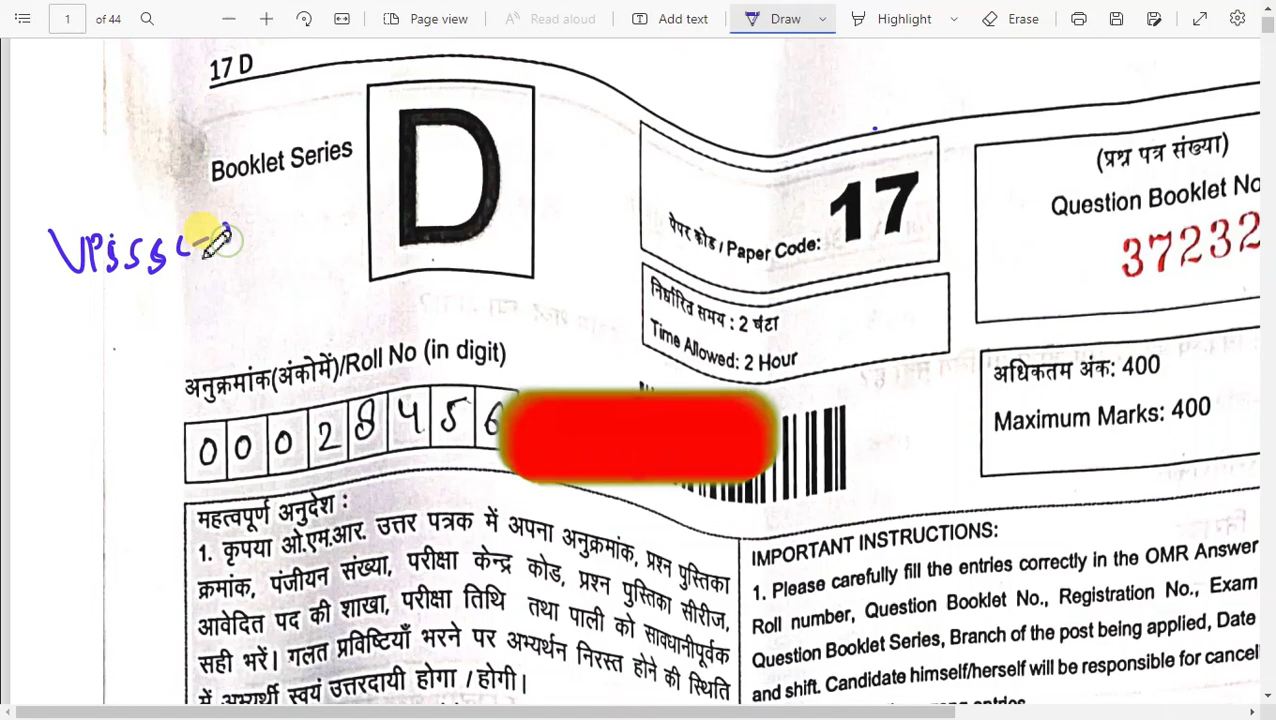 1 of 44 Page view Read aloud Add text Draw Highlight Erase
17 D
Booklet Series
D
पेपर कोड / Paper Code: 17
(प्रश्न पत्र संख्या)
Question Booklet No
37232
VPSSSC
निर्धारित समय : 2 घंटा
Time Allowed: 2 Hour
अधिकतम अंक: 400
Maximum Marks: 400
अनुक्रमांक(अंकोमें)/Roll No (in digit)
0 0 0 2 8 4 5 6
महत्वपूर्ण अनुदेश :
1. कृपया ओ.एम.आर. उत्तर पत्रक में अपना अनुक्रमांक, प्रश्न पुस्तिका
क्रमांक, पंजीयन संख्या, परीक्षा केन्द्र कोड, प्रश्न पुस्तिका सीरीज,
आवेदित पद की शाखा, परीक्षा तिथि तथा पाली को सावधानीपूर्वक
सही भरें। गलत प्रविष्टियाँ भरने पर अभ्यर्थन निरस्त होने की स्थिति
में अभ्यर्थी स्वयं उत्तरदायी होगा / होगी।
IMPORTANT INSTRUCTIONS:
1. Please carefully fill the entries correctly in the OMR Answer
Roll number, Question Booklet No., Registration No., Exam
Question Booklet Series, Branch of the post being applied, Date
and shift. Candidate himself/herself will be responsible for cancel
entries